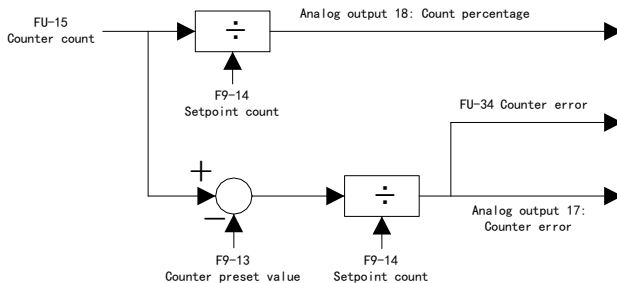 FU-15
Counter count
÷
Analog output 18: Count percentage
F9-14
Setpoint count
FU-34 Counter error
+
−
÷
Analog output 17:
Counter error
F9-13
Counter preset value
F9-14
Setpoint count